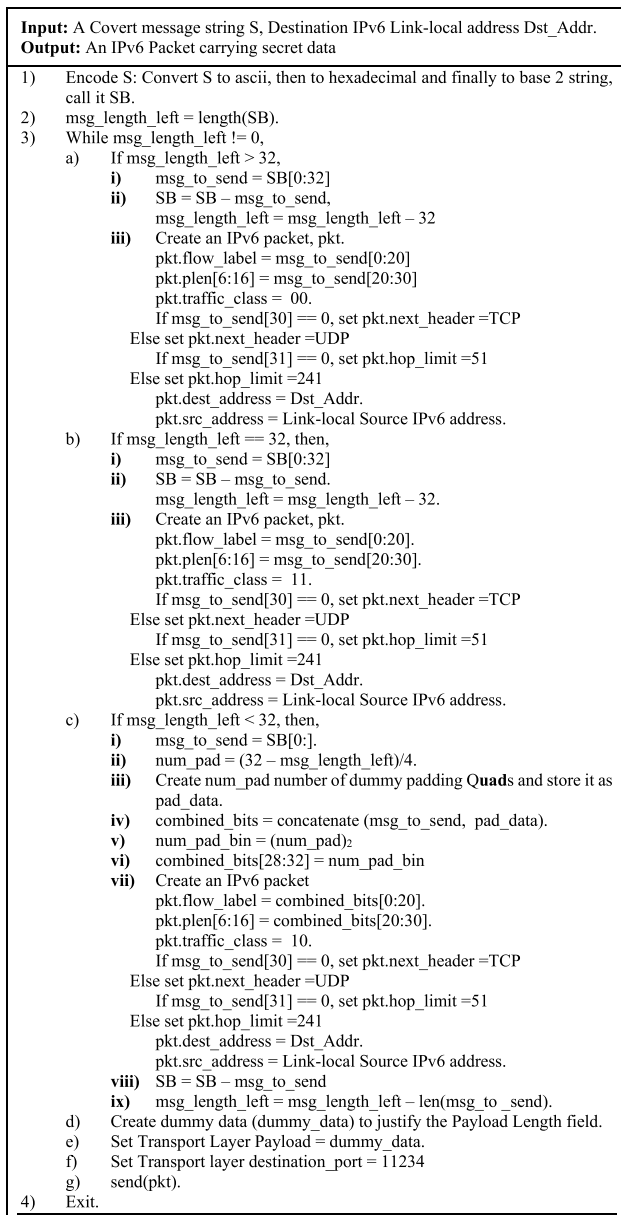 Input: A Covert message string S, Destination IPv6 Link-local address Dst_Addr.
Output: An IPv6 Packet carrying secret data
1) Encode S: Convert S to ascii, then to hexadecimal and finally to base 2 string,
call it SB.
2) msg_length_left = length(SB).
3) While msg_length_left != 0,
a) If msg_length_left > 32,
i) msg_to_send = SB[0:32]
ii) SB = SB – msg_to_send,
msg_length_left = msg_length_left – 32
iii) Create an IPv6 packet, pkt.
pkt.flow_label = msg_to_send[0:20]
pkt.plen[6:16] = msg_to_send[20:30]
pkt.traffic_class = 00.
If msg_to_send[30] == 0, set pkt.next_header =TCP
Else set pkt.next_header =UDP
If msg_to_send[31] == 0, set pkt.hop_limit =51
Else set pkt.hop_limit =241
pkt.dest_address = Dst_Addr.
pkt.src_address = Link-local Source IPv6 address.
b) If msg_length_left == 32, then,
i) msg_to_send = SB[0:32]
ii) SB = SB – msg_to_send.
msg_length_left = msg_length_left – 32.
iii) Create an IPv6 packet, pkt.
pkt.flow_label = msg_to_send[0:20].
pkt.plen[6:16] = msg_to_send[20:30].
pkt.traffic_class = 11.
If msg_to_send[30] == 0, set pkt.next_header =TCP
Else set pkt.next_header =UDP
If msg_to_send[31] == 0, set pkt.hop_limit =51
Else set pkt.hop_limit =241
pkt.dest_address = Dst_Addr.
pkt.src_address = Link-local Source IPv6 address.
c) If msg_length_left < 32, then,
i) msg_to_send = SB[0:].
ii) num_pad = (32 – msg_length_left)/4.
iii) Create num_pad number of dummy padding Quads and store it as
pad_data.
iv) combined_bits = concatenate (msg_to_send, pad_data).
v) num_pad_bin = (num_pad)₂
vi) combined_bits[28:32] = num_pad_bin
vii) Create an IPv6 packet
pkt.flow_label = combined_bits[0:20].
pkt.plen[6:16] = combined_bits[20:30].
pkt.traffic_class = 10.
If msg_to_send[30] == 0, set pkt.next_header =TCP
Else set pkt.next_header =UDP
If msg_to_send[31] == 0, set pkt.hop_limit =51
Else set pkt.hop_limit =241
pkt.dest_address = Dst_Addr.
pkt.src_address = Link-local Source IPv6 address.
viii) SB = SB – msg_to_send
ix) msg_length_left = msg_length_left – len(msg_to _send).
d) Create dummy data (dummy_data) to justify the Payload Length field.
e) Set Transport Layer Payload = dummy_data.
f) Set Transport layer destination_port = 11234
g) send(pkt).
4) Exit.